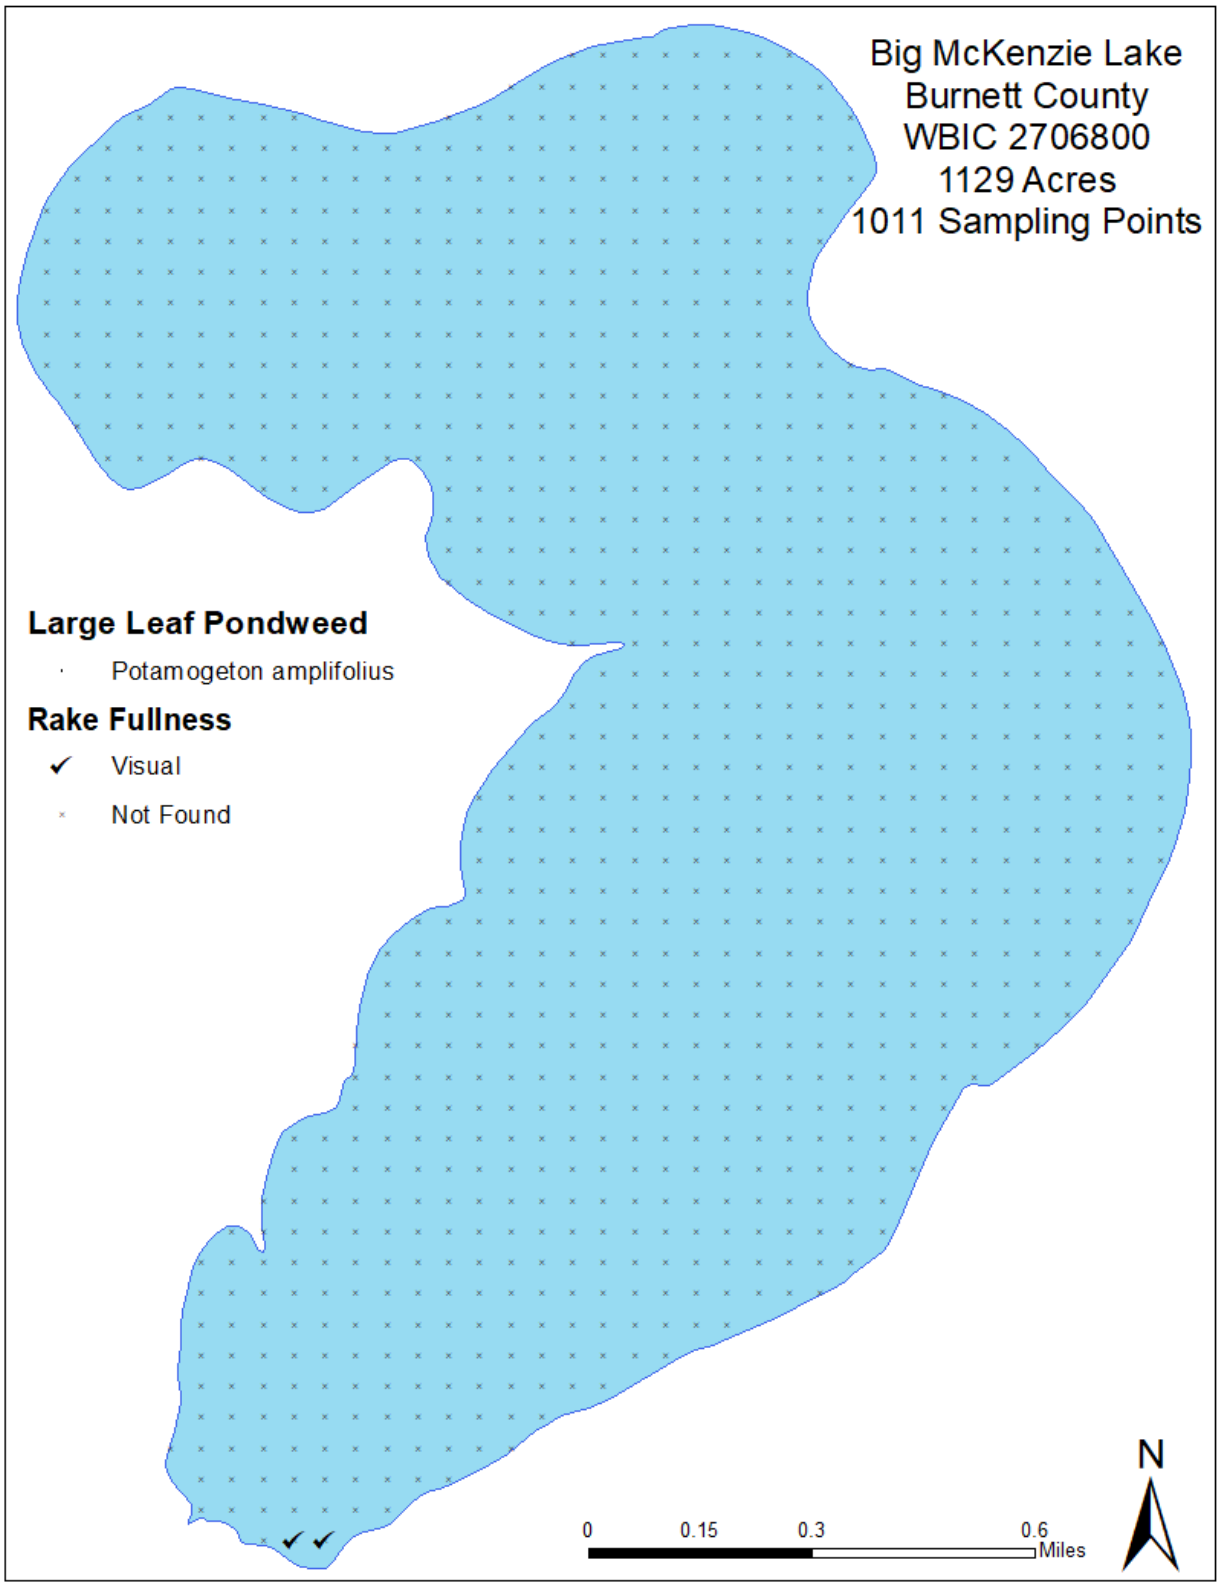 Big McKenzie Lake
Burnett County
WBIC 2706800
1129 Acres
1011 Sampling Points
Large Leaf Pondweed
Potamogeton amplifolius
Rake Fullness
Visual
Not Found
N
0 0.15 0.3 0.6
Miles